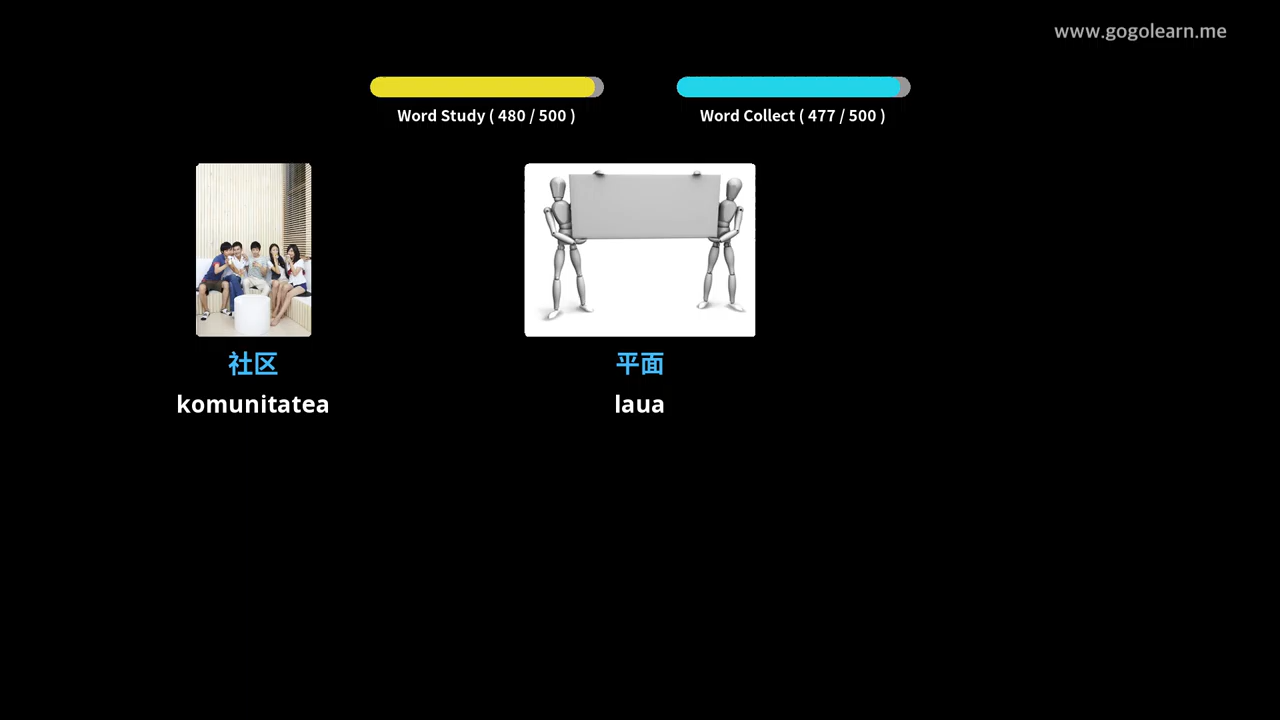 www.gogolearn.me
Word Study ( 480 / 500 )
Word Collect ( 477 / 500 )
社区
komunitatea
平面
laua